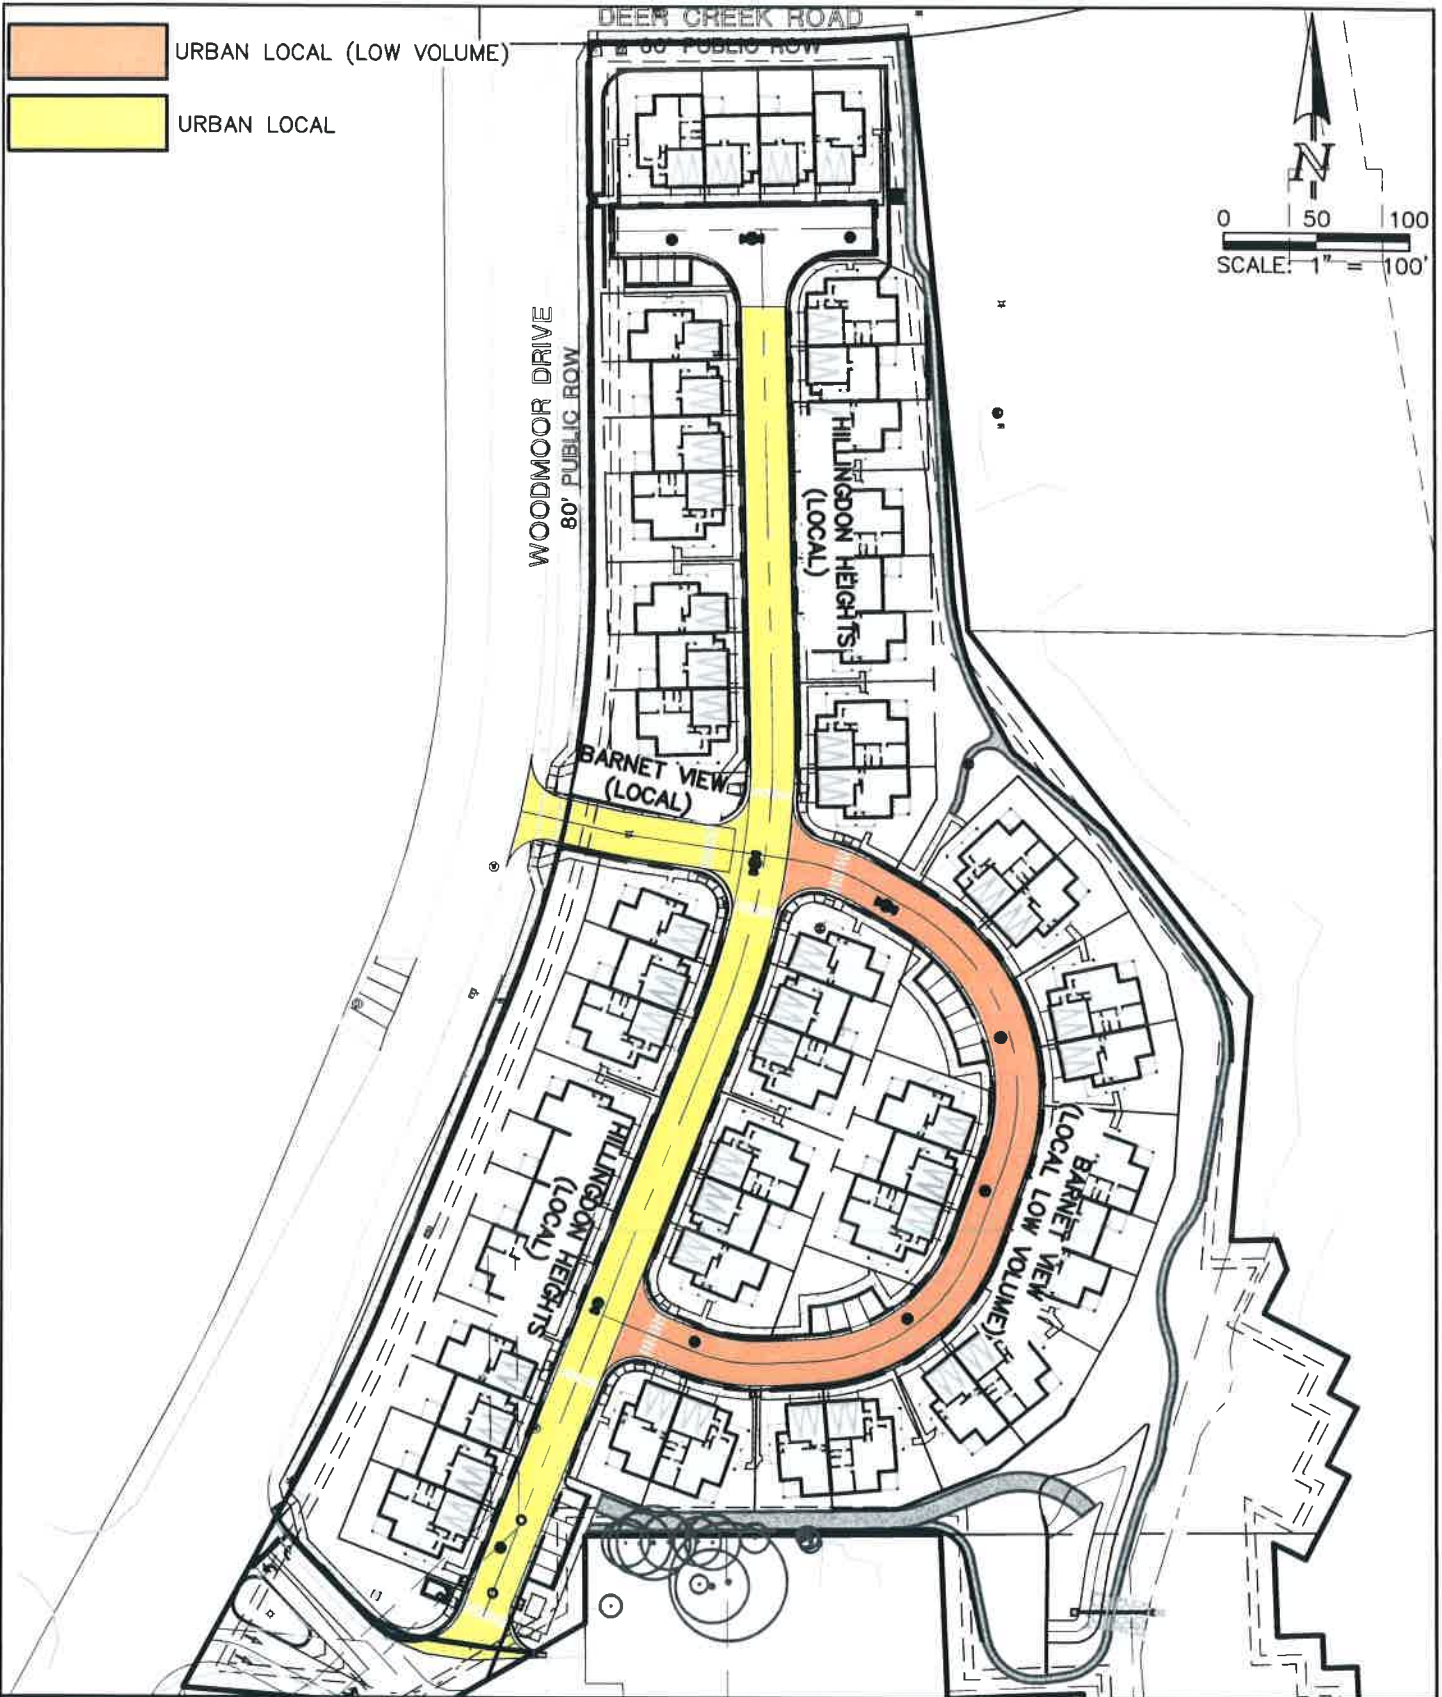 DEER CREEK ROAD
60' PUBLIC ROW
URBAN LOCAL (LOW VOLUME)
URBAN LOCAL
N
0 50 100
SCALE: 1" = 100'
WOODMOOR DRIVE
80' PUBLIC ROW
HILLINGDON HEIGHTS
(LOCAL)
BARNET VIEW
(LOCAL)
HILLINGDON HEIGHTS
(LOCAL)
BARNET VIEW
(LOCAL LOW VOLUME)